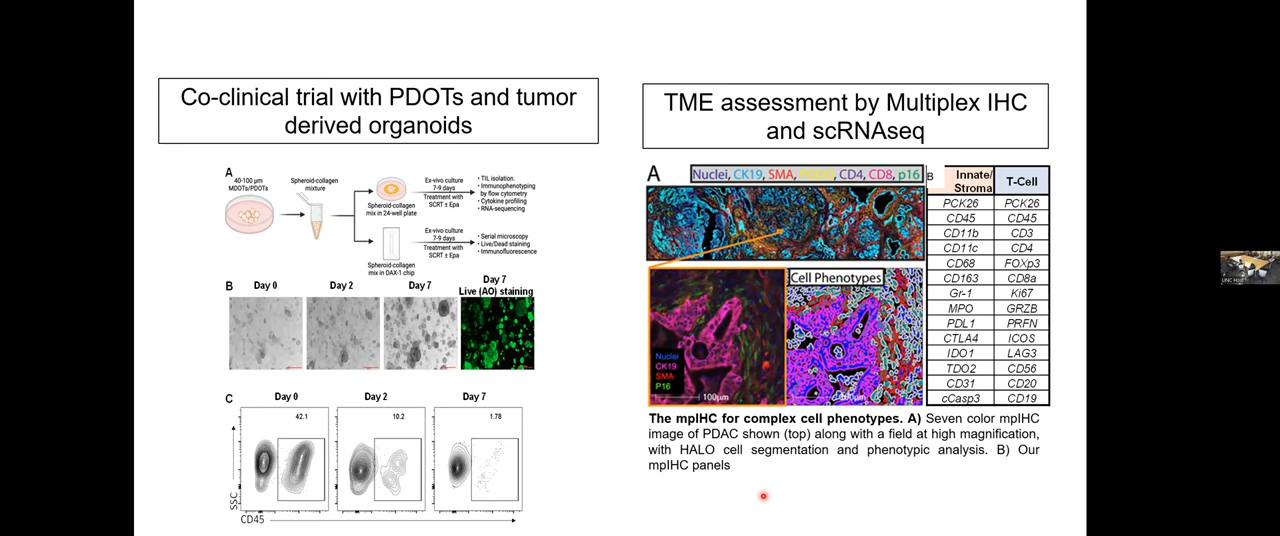 Co-clinical trial with PDOTs and tumor
derived organoids
A
40-100 µm
MDOTs/PDOTs
Spheroid-collagen
mixture
Spheroid-collagen
mix in 24-well plate
Ex-vivo culture
7-9 days
Treatment with
SCRT ± Epa
• TIL isolation.
• Immunophenotyping
by flow cytometry
• Cytokine profiling
• RNA-sequencing
Spheroid-collagen
mix in DAX-1 chip
Ex-vivo culture
7-9 days
Treatment with
SCRT ± Epa
• Serial microscopy
• Live/Dead staining
• Immunofluorescence
B
Day 0
Day 2
Day 7
Day 7
Live (AO) staining
C
Day 0
Day 2
Day 7
42.1
10.2
1.78
SSC
CD45
TME assessment by Multiplex IHC
and scRNAseq
A
Nuclei, CK19, SMA, PODO, CD4, CD8, p16
Cell Phenotypes
Nuclei
CK19
SMA
P16
100µm
B
Innate/
Stroma
T-Cell
PCK26 PCK26
CD45 CD45
CD11b CD3
CD11c CD4
CD68 FOXp3
CD163 CD8a
Gr-1 Ki67
MPO GRZB
PDL1 PRFN
CTLA4 ICOS
IDO1 LAG3
TDO2 CD56
CD31 CD20
cCasp3 CD19
The mpIHC for complex cell phenotypes. A) Seven color mpIHC
image of PDAC shown (top) along with a field at high magnification,
with HALO cell segmentation and phenotypic analysis. B) Our
mpIHC panels